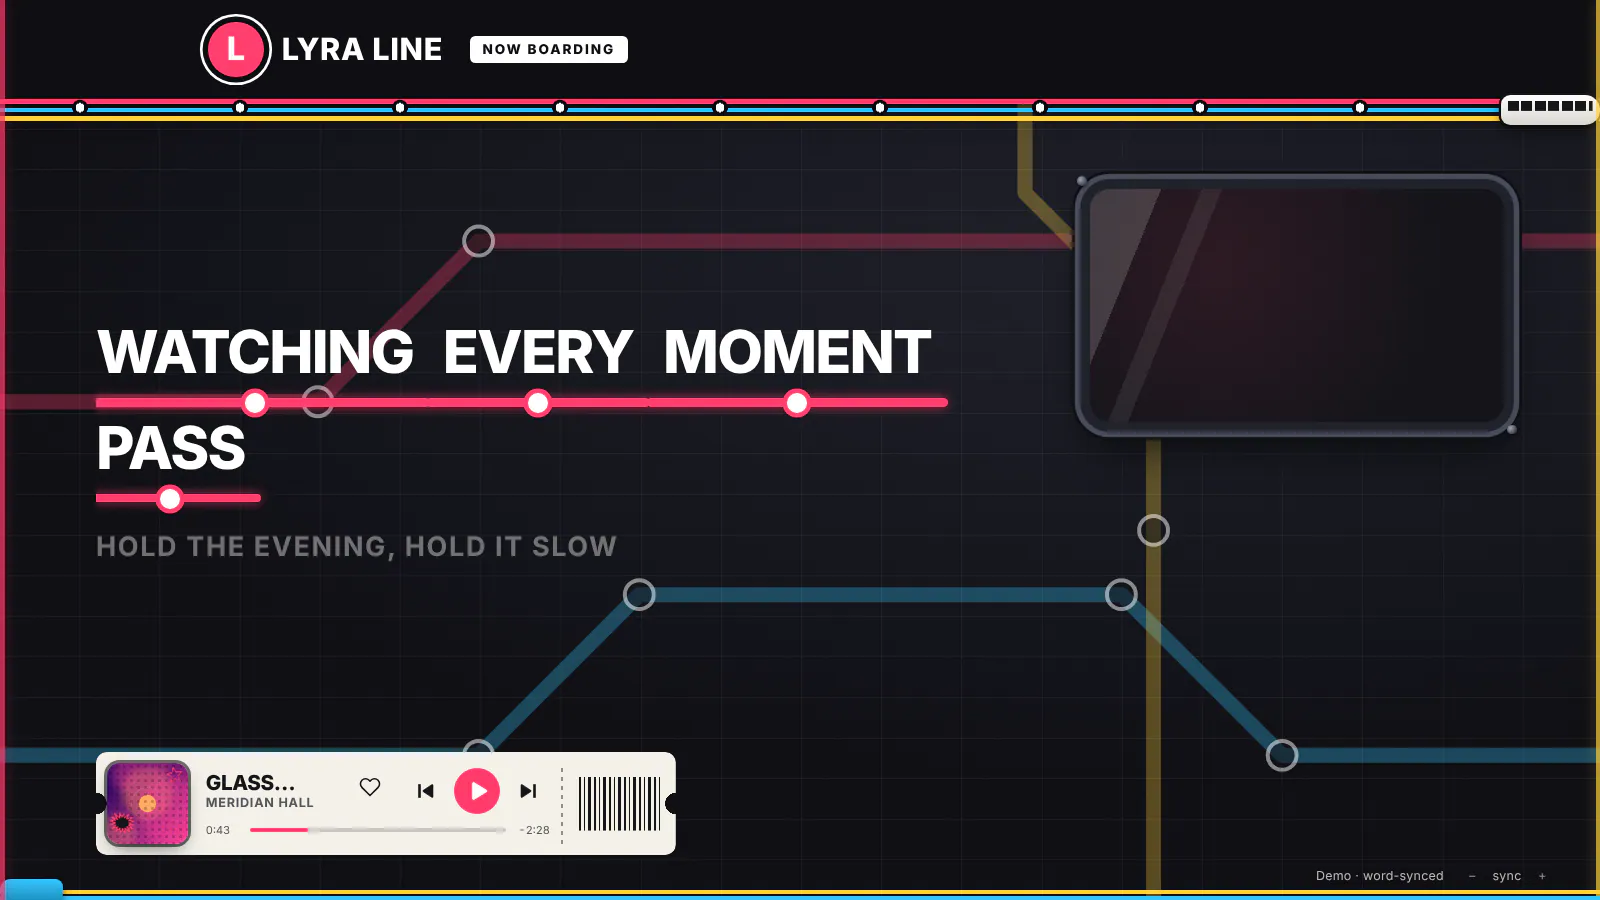 L LYRA LINE NOW BOARDING
WATCHING EVERY MOMENT
PASS
HOLD THE EVENING, HOLD IT SLOW
GLASS...
MERIDIAN HALL
0:43 -2:28
Demo · word-synced − sync +